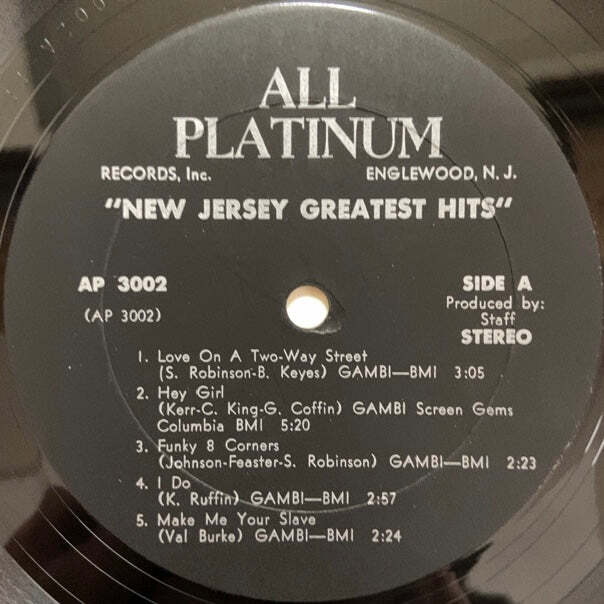 ALL
PLATINUM
RECORDS, Inc. ENGLEWOOD, N. J.
"NEW JERSEY GREATEST HITS"
AP 3002 SIDE A
(AP 3002) Produced by:
Staff
STEREO
1. Love On A Two-Way Street
(S. Robinson-B. Keyes) GAMBI—BMI 3:05
2. Hey Girl
(Kerr-C. King-G. Coffin) GAMBI Screen Gems
Columbia BMI 5:20
3. Funky 8 Corners
(Johnson-Feaster-S. Robinson) GAMBI—BMI 2:23
4. I Do
(K. Ruffin) GAMBI—BMI 2:57
5. Make Me Your Slave
(Val Burke) GAMBI—BMI 2:24